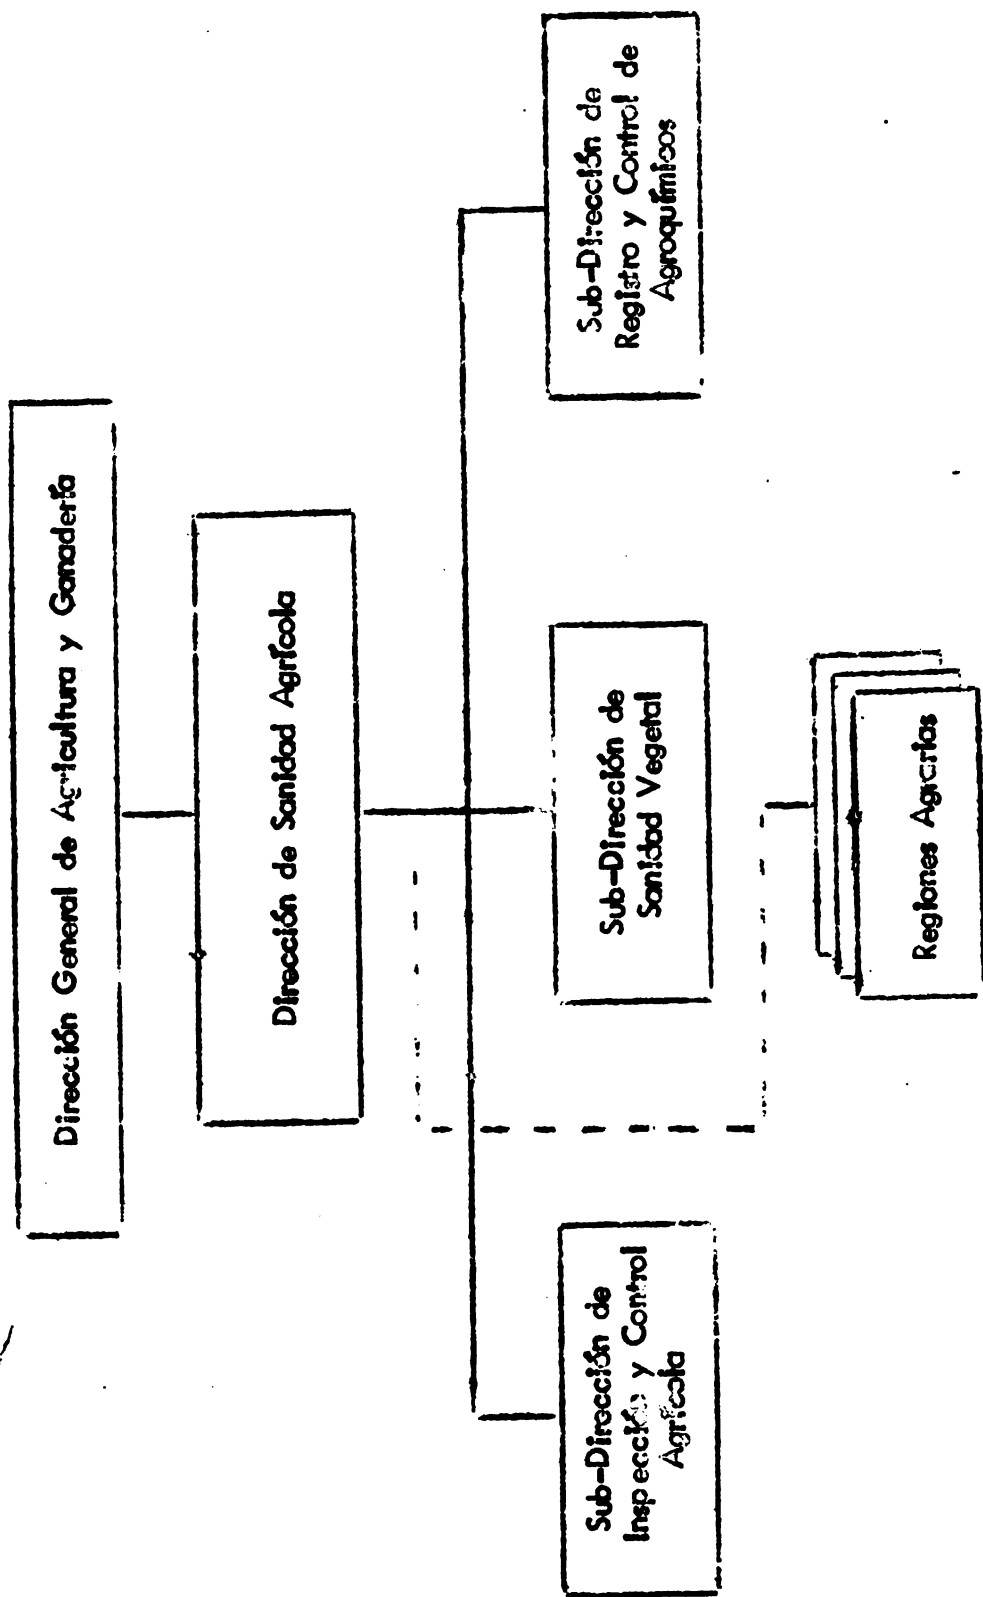 Dirección General de Agricultura y Ganadería
Dirección de Sanidad Agrícola
Sub-Dirección de
Inspección y Control
Agrícola
Sub-Dirección de
Sanidad Vegetal
Sub-Dirección de
Registro y Control de
Agroquímicos
Regiones Agrarias